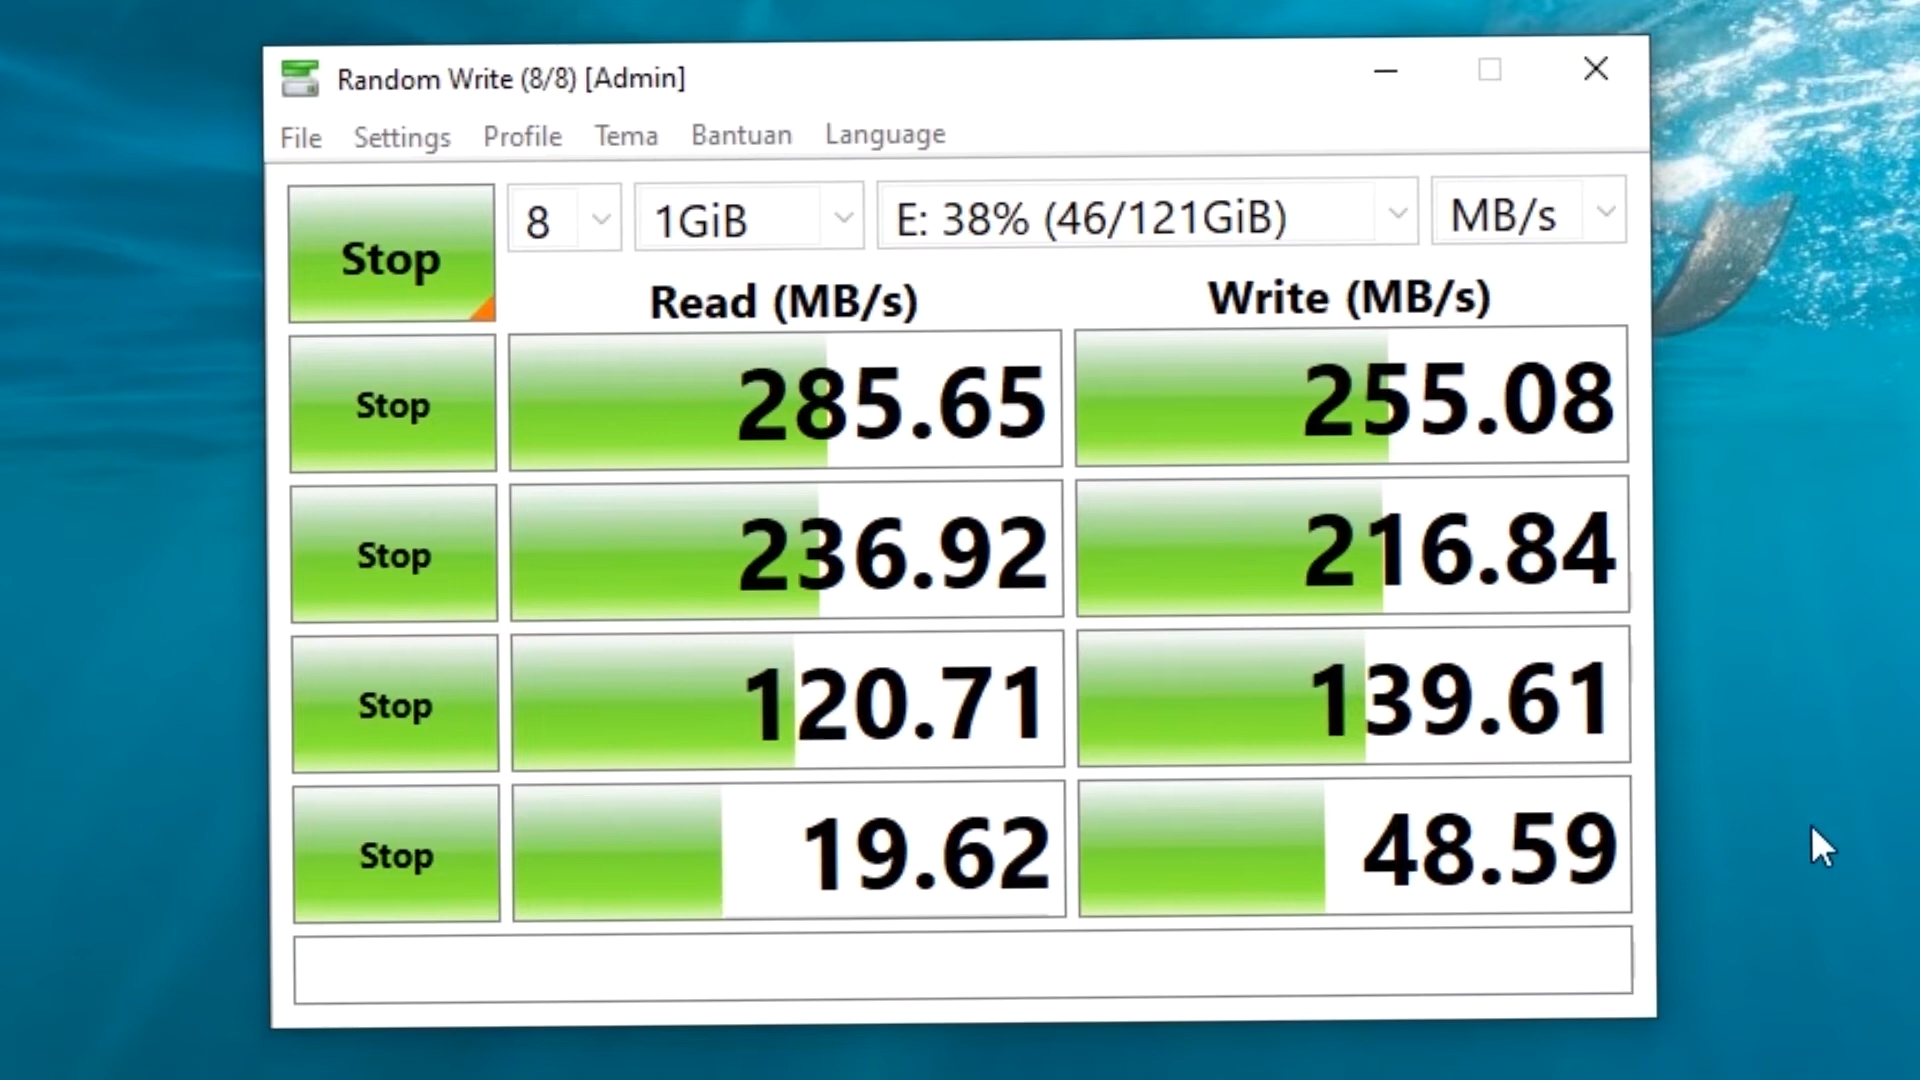 Random Write (8/8) [Admin]
File Settings Profile Tema Bantuan Language
Stop 8 1GiB E: 38% (46/121GiB) MB/s
Read (MB/s) Write (MB/s)
Stop 285.65 255.08
Stop 236.92 216.84
Stop 120.71 139.61
Stop 19.62 48.59